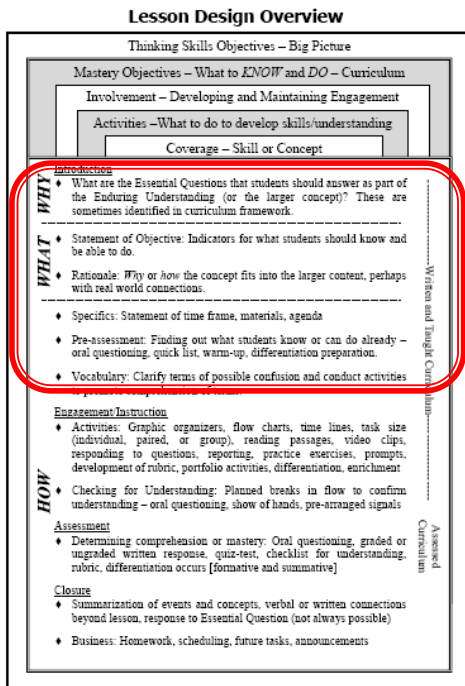 Lesson Design Overview
Thinking Skills Objectives – Big Picture
Mastery Objectives – What to KNOW and DO – Curriculum
Involvement – Developing and Maintaining Engagement
Activities –What to do to develop skills/understanding
Coverage – Skill or Concept
WHY
Introduction
♦ What are the Essential Questions that students should answer as part of
the Enduring Understanding (or the larger concept)? These are
sometimes identified in curriculum framework.
WHAT
♦ Statement of Objective: Indicators for what students should know and
be able to do.
♦ Rationale: Why or how the concept fits into the larger content, perhaps
with real world connections.
♦ Specifics: Statement of time frame, materials, agenda
♦ Pre-assessment: Finding out what students know or can do already –
oral questioning, quick list, warm-up, differentiation preparation.
♦ Vocabulary: Clarify terms of possible confusion and conduct activities
HOW
Engagement/Instruction
♦ Activities: Graphic organizers, flow charts, time lines, task size
(individual, paired, or group), reading passages, video clips,
responding to questions, reporting, practice exercises, prompts,
development of rubric, portfolio activities, differentiation, enrichment
♦ Checking for Understanding: Planned breaks in flow to confirm
understanding – oral questioning, show of hands, pre-arranged signals
Assessment
♦ Determining comprehension or mastery: Oral questioning, graded or
ungraded written response, quiz-test, checklist for understanding,
rubric, differentiation occurs [formative and summative]
Closure
♦ Summarization of events and concepts, verbal or written connections
beyond lesson, response to Essential Question (not always possible)
♦ Business: Homework, scheduling, future tasks, announcements
Written and Taught Curriculum
Assessed
Curriculum